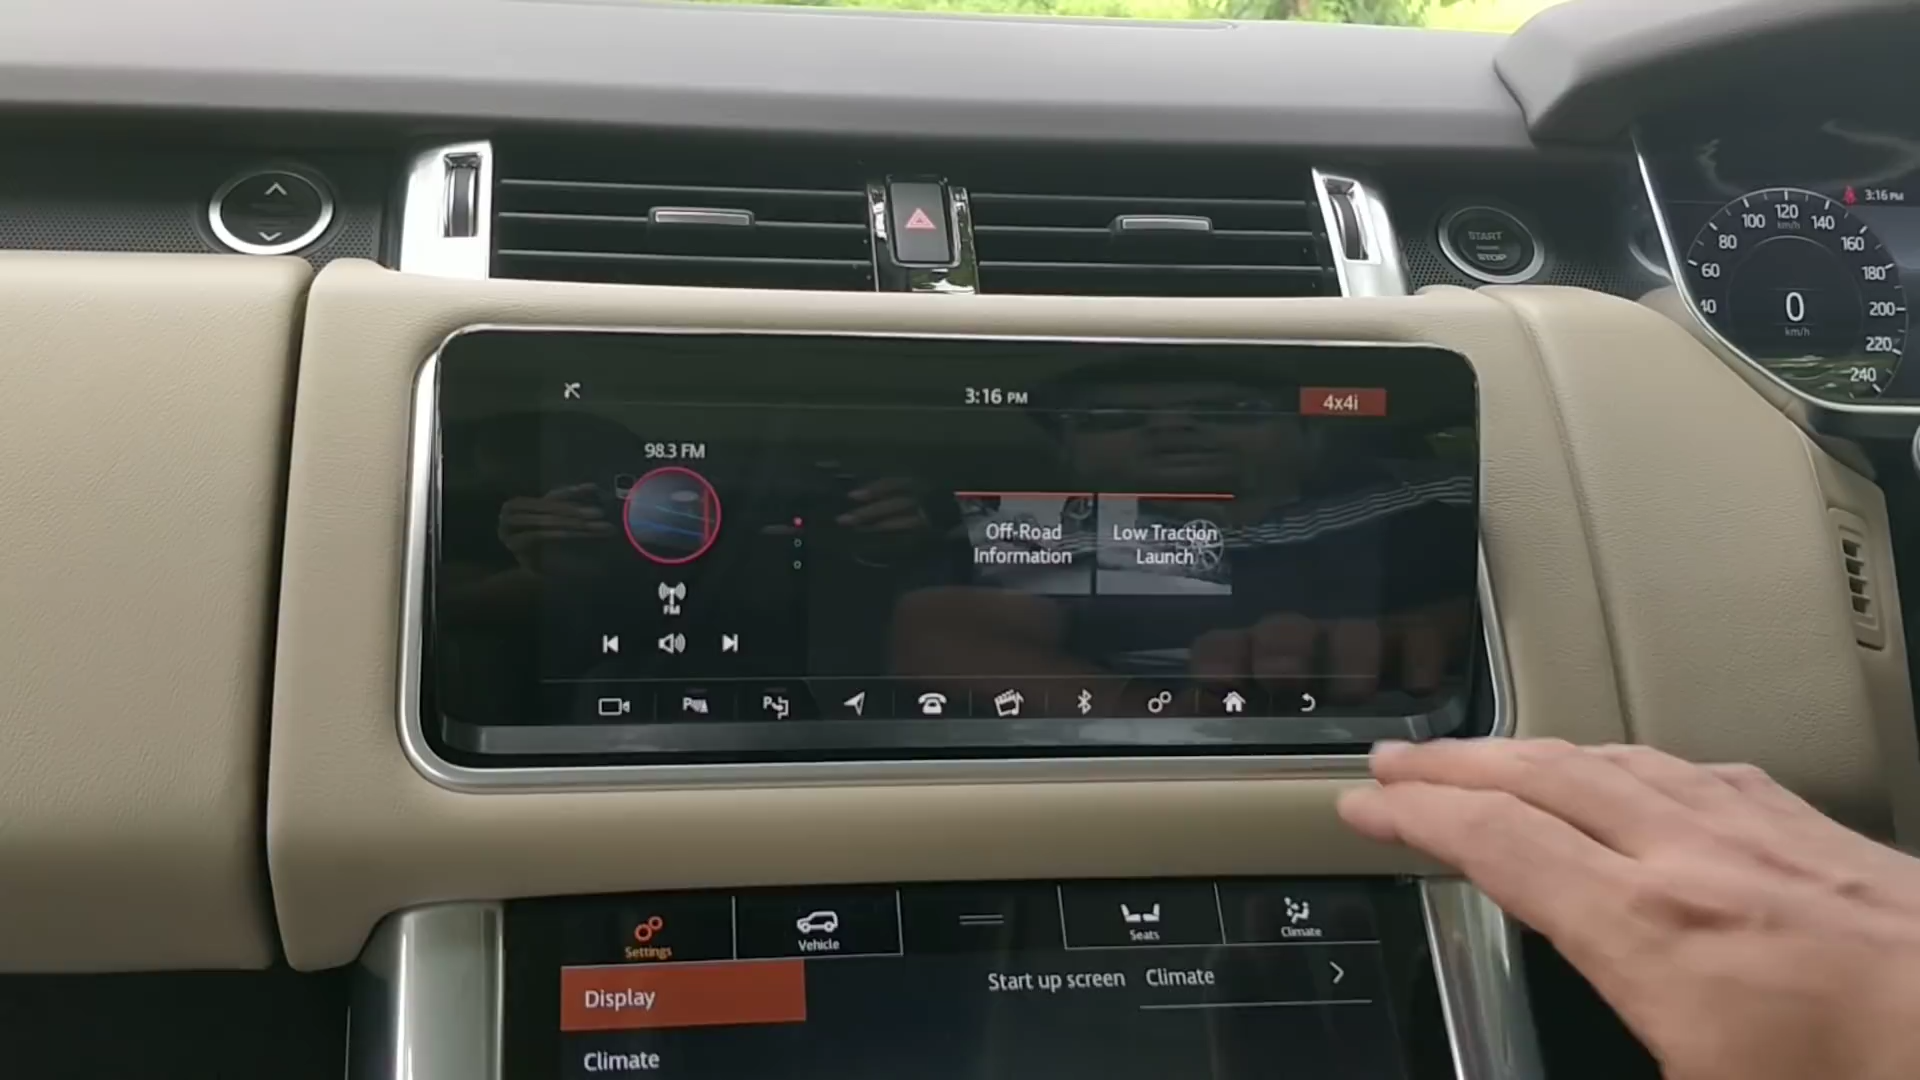 START
STOP
3:16 PM
100
120
140
km/h
80
160
60
180
40
0
200
km/h
220
240
3:16 PM
4x4i
98.3 FM
Off-Road
Information
Low Traction
Launch
FM
P
P
Settings
Vehicle
Seats
Climate
Display
Start up screen
Climate
Climate